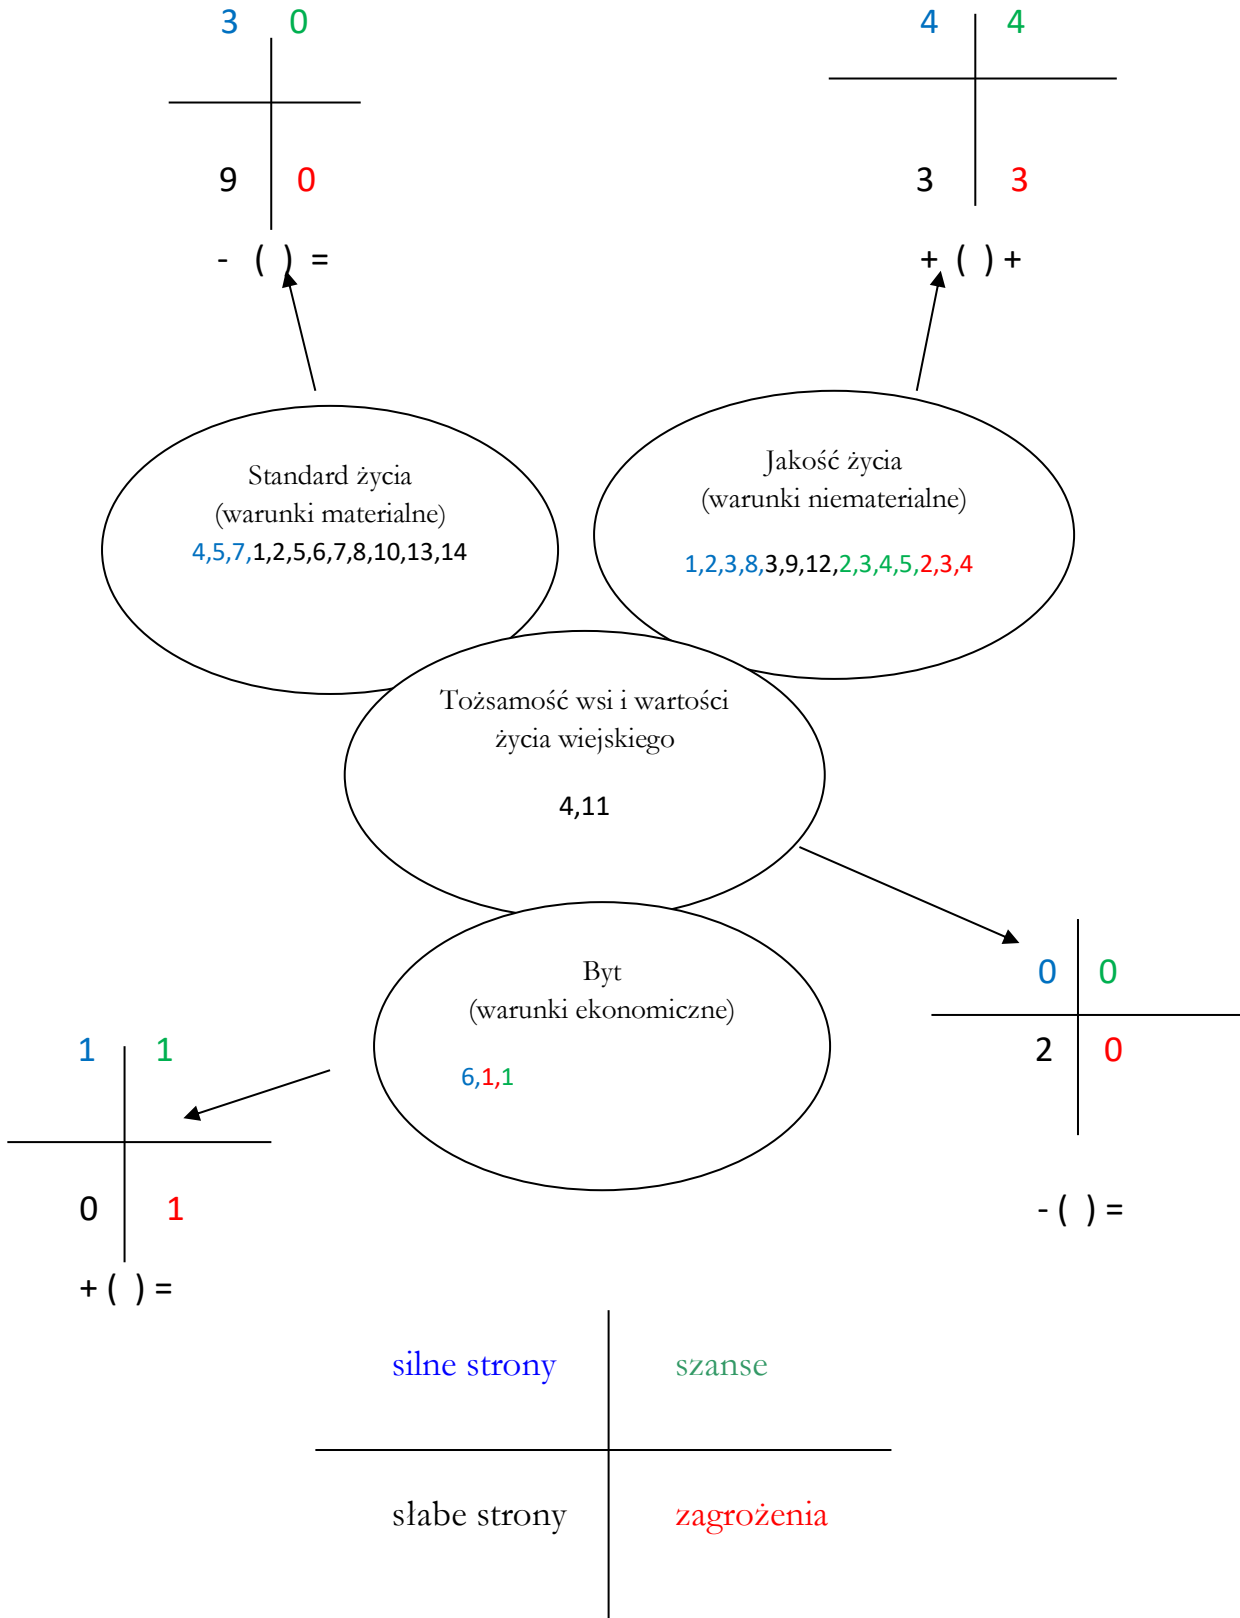 3 0
9 0
- ( ) =
4 4
3 3
+ ( ) +
Standard życia
(warunki materialne)
4,5,7,1,2,5,6,7,8,10,13,14
Jakość życia
(warunki niematerialne)
1,2,3,8,3,9,12,2,3,4,5,2,3,4
Tożsamość wsi i wartości
życia wiejskiego
4,11
0 0
2 0
- ( ) =
Byt
(warunki ekonomiczne)
6,1,1
1 1
0 1
+ ( ) =
silne strony szanse
słabe strony zagrożenia